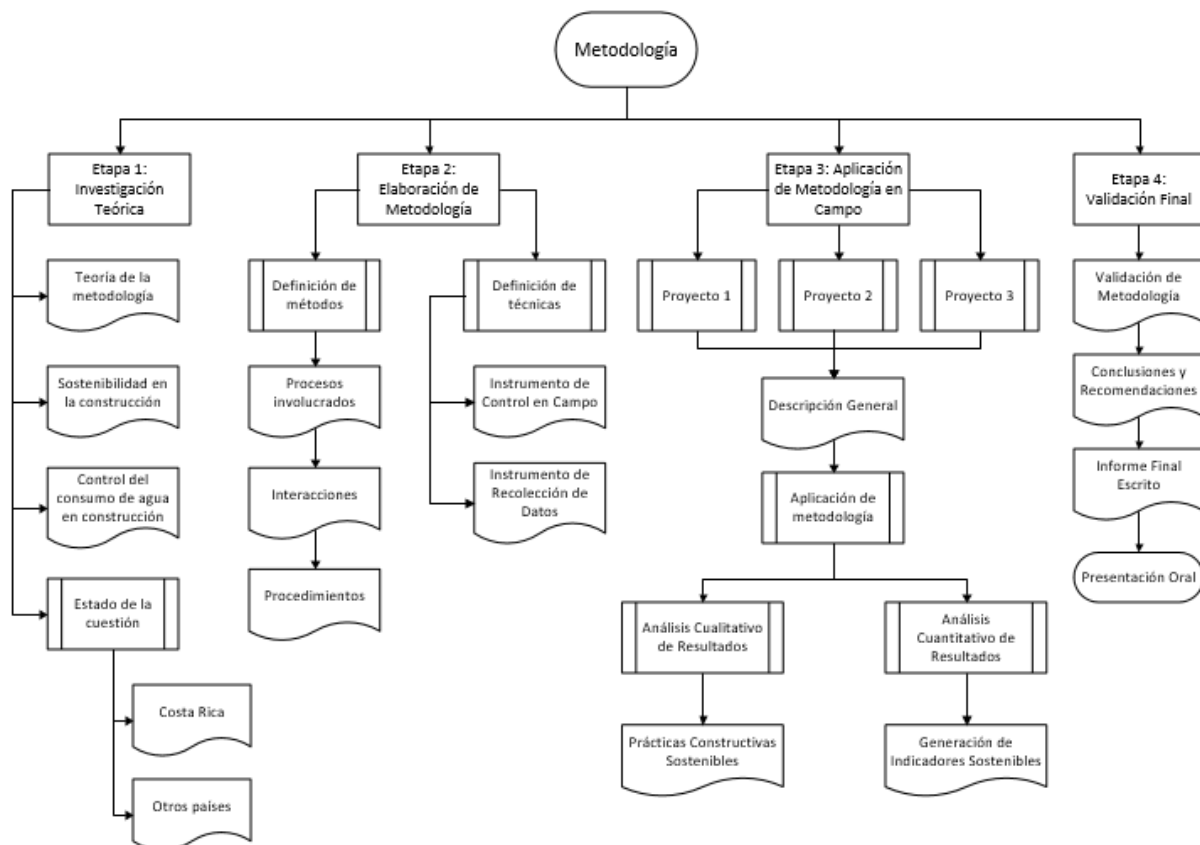 Metodología
Etapa 1:
Investigación
Teórica
Teoría de la
metodología
Sostenibilidad en
la construcción
Control del
consumo de agua
en construcción
Estado de la
cuestión
Costa Rica
Otros países
Etapa 2:
Elaboración de
Metodología
Definición de
métodos
Procesos
involucrados
Interacciones
Procedimientos
Definición de
técnicas
Instrumento de
Control en Campo
Instrumento de
Recolección de
Datos
Etapa 3: Aplicación
de Metodología en
Campo
Proyecto 1
Proyecto 2
Proyecto 3
Descripción General
Aplicación de
metodología
Análisis Cualitativo
de Resultados
Prácticas Constructivas
Sostenibles
Análisis
Cuantitativo de
Resultados
Generación de
Indicadores Sostenibles
Etapa 4:
Validación Final
Validación de
Metodología
Conclusiones y
Recomendaciones
Informe Final
Escrito
Presentación Oral